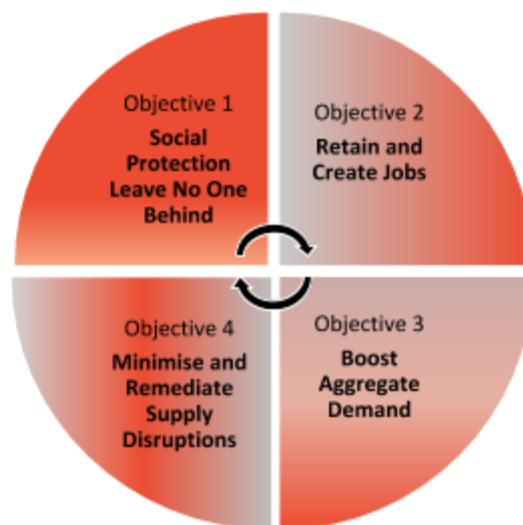 Objective 1
Social
Protection
Leave No One
Behind
Objective 2
Retain and
Create Jobs
Objective 3
Boost
Aggregate
Demand
Objective 4
Minimise and
Remediate
Supply
Disruptions